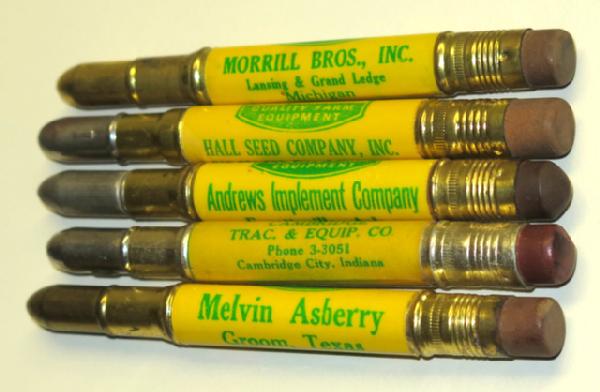 MORRILL BROS., INC.
Lansing & Grand Ledge
Michigan
QUALITY FARM
EQUIPMENT
HALL SEED COMPANY, INC.
EQUIPMENT
Andrews Implement Company
TRAC. & EQUIP. CO
Phone 3-3051
Cambridge City, Indiana
Melvin Asberry
Groom, Texas